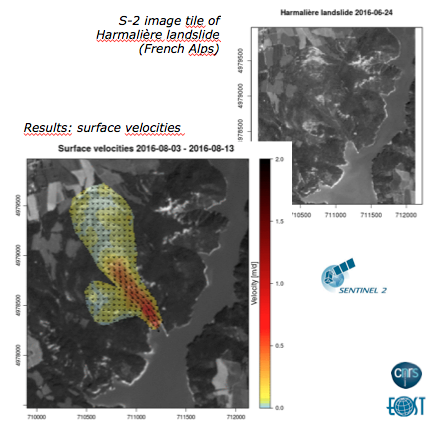 S-2 image tile of
Harmalière landslide
(French Alps)
Harmalière landslide 2016-06-24
4979500
4979000
4978500
710500 711000 711500 712000
Results: surface velocities
Surface velocities 2016-08-03 - 2016-08-13
4979500
4979000
4978500
4978000
710000 710500 711000 711500 712000
2.0
1.5
1.0
0.5
0.0
Velocity [m/d]
SENTINEL 2
cnrs
EOST